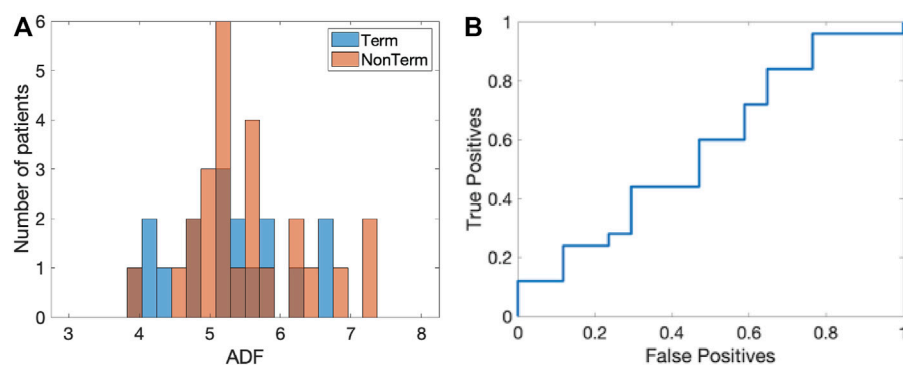 A
Number of patients
6
5
4
3
2
1
0
Term
NonTerm
3 4 5 6 7 8
ADF
B
True Positives
1
0.8
0.6
0.4
0.2
0
0 0.2 0.4 0.6 0.8 1
False Positives